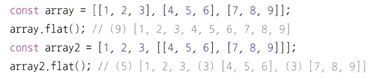 const array = [[1, 2, 3], [4, 5, 6], [7, 8, 9]];
array.flat(); // (9) [1, 2, 3, 4, 5, 6, 7, 8, 9]
const array2 = [1, 2, 3, [[4, 5, 6], [7, 8, 9]]];
array2.flat(); // (5) [1, 2, 3, (3) [4, 5, 6], (3) [7, 8, 9]]